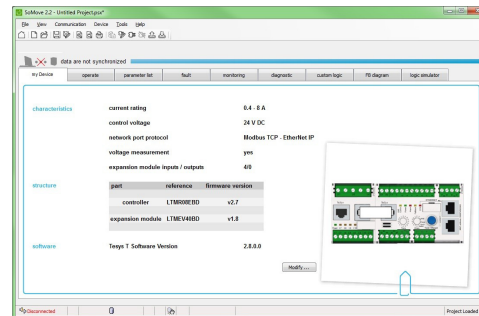 SoMove 2.2 - Untitled Project.psx*
File View Communication Device Tools Help
data are not synchronized
my Device operate parameter list fault monitoring diagnostic custom logic FB diagram logic simulator
characteristics current rating 0.4 - 8 A
control voltage 24 V DC
network port protocol Modbus TCP - EtherNet IP
voltage measurement yes
expansion module inputs / outputs 4/0
structure part reference firmware version
controller LTMR08EBD v2.7
expansion module LTMEV40BD v1.8
software Tesys T Software Version 2.8.0.0
Modify ...
Disconnected Project Loaded